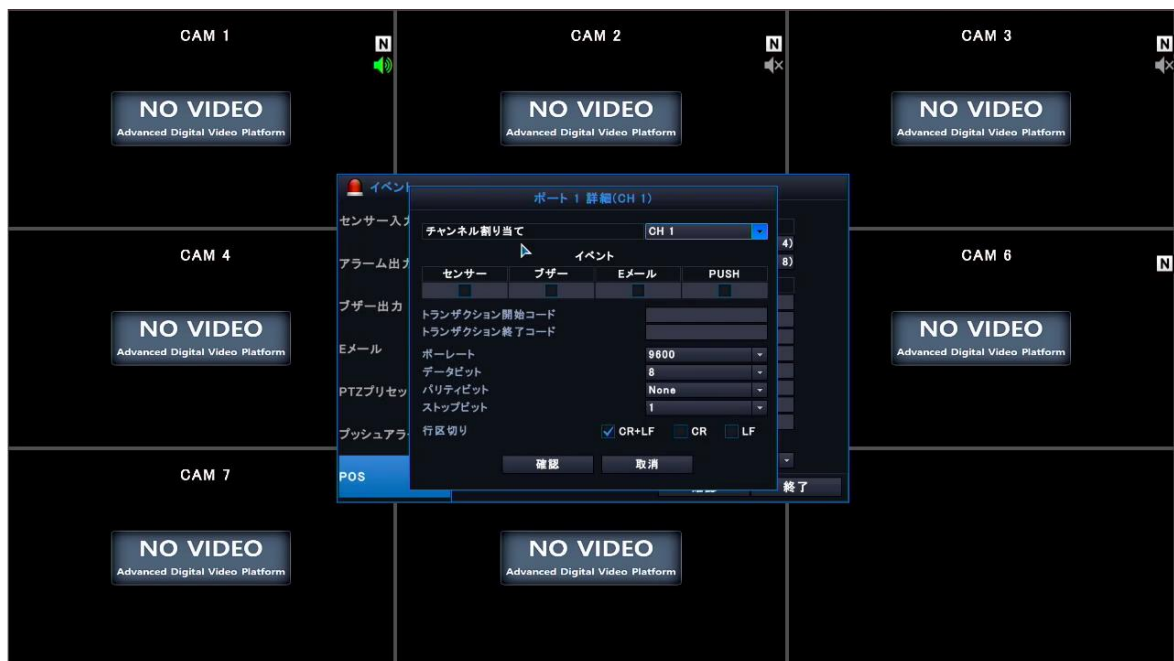 CAM 1
N
CAM 2
N
CAM 3
N
NO VIDEO
Advanced Digital Video Platform
NO VIDEO
Advanced Digital Video Platform
NO VIDEO
Advanced Digital Video Platform
イベント
ポート 1 詳細(CH 1)
センサー入力
チャンネル割り当て CH 1
4)
CAM 4
イベント
CAM 6
N
アラーム出力
8)
センサー ブザー Eメール PUSH
ブザー出力
トランザクション開始コード
トランザクション終了コード
NO VIDEO
Advanced Digital Video Platform
NO VIDEO
Advanced Digital Video Platform
Eメール
ボーレート 9600
データビット 8
PTZプリセッ
パリティビット None
ストップビット 1
プッシュアラ
行区切り CR+LF CR LF
確認 取消
CAM 7
POS
終了
NO VIDEO
Advanced Digital Video Platform
NO VIDEO
Advanced Digital Video Platform